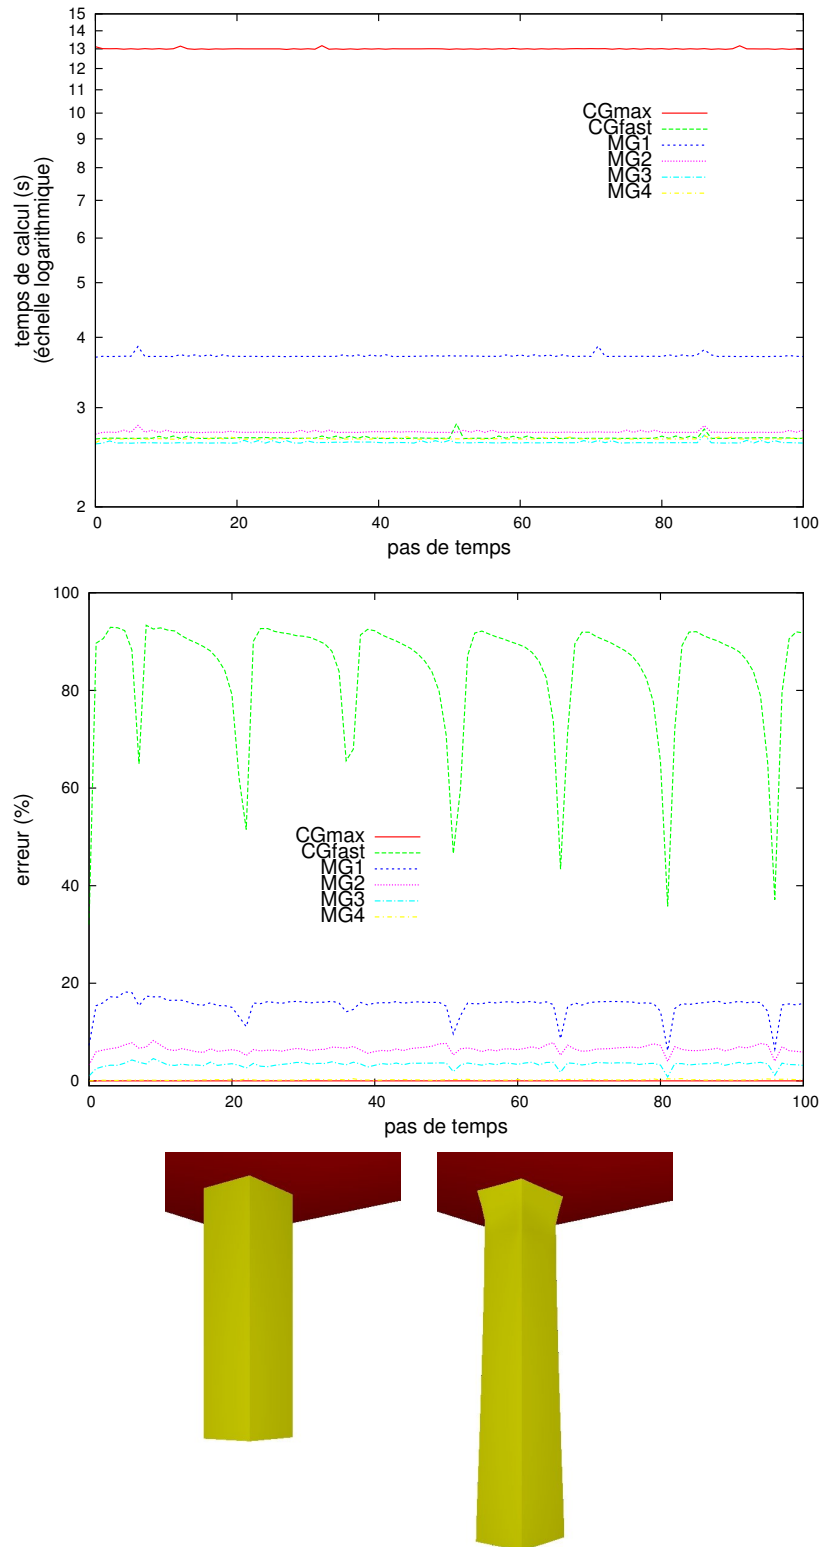 15
14
13
12
11
10
9
8
7
6
5
4
3
2
temps de calcul (s)
(échelle logarithmique)
CGmax
CGfast
MG1
MG2
MG3
MG4
0 20 40 60 80 100
pas de temps
100
80
60
40
20
0
erreur (%)
CGmax
CGfast
MG1
MG2
MG3
MG4
0 20 40 60 80 100
pas de temps